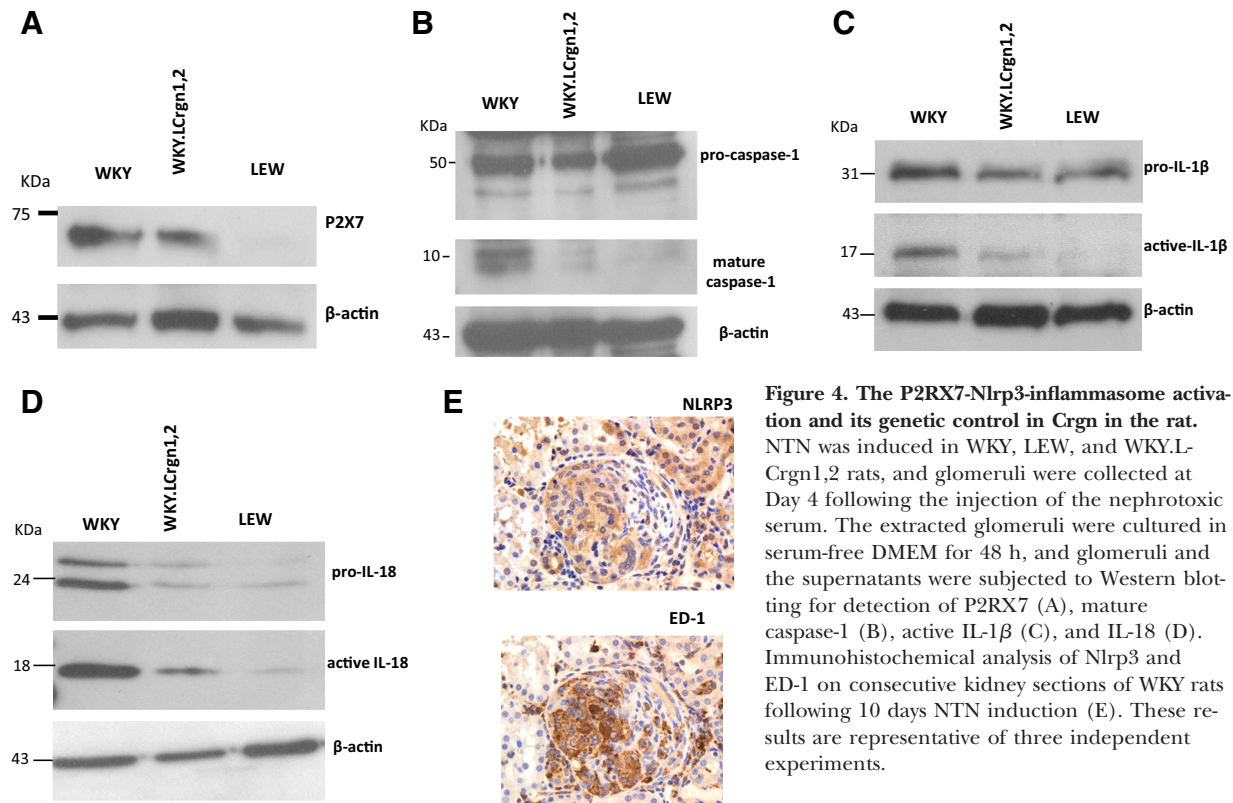 A
WKY
WKY.LCrgn1,2
LEW
KDa
75
P2X7
43
β-actin
B
WKY
WKY.LCrgn1,2
LEW
KDa
50
pro-caspase-1
10
mature
caspase-1
43
β-actin
C
WKY
WKY.LCrgn1,2
LEW
KDa
31
pro-IL-1β
17
active-IL-1β
43
β-actin
D
WKY
WKY.LCrgn1,2
LEW
KDa
24
pro-IL-18
18
active IL-18
43
β-actin
E
NLRP3
ED-1
Figure 4. The P2RX7-Nlrp3-inflammasome activa-
tion and its genetic control in Crgn in the rat.
NTN was induced in WKY, LEW, and WKY.L-
Crgn1,2 rats, and glomeruli were collected at
Day 4 following the injection of the nephrotoxic
serum. The extracted glomeruli were cultured in
serum-free DMEM for 48 h, and glomeruli and
the supernatants were subjected to Western blot-
ting for detection of P2RX7 (A), mature
caspase-1 (B), active IL-1β (C), and IL-18 (D).
Immunohistochemical analysis of Nlrp3 and
ED-1 on consecutive kidney sections of WKY rats
following 10 days NTN induction (E). These re-
sults are representative of three independent
experiments.